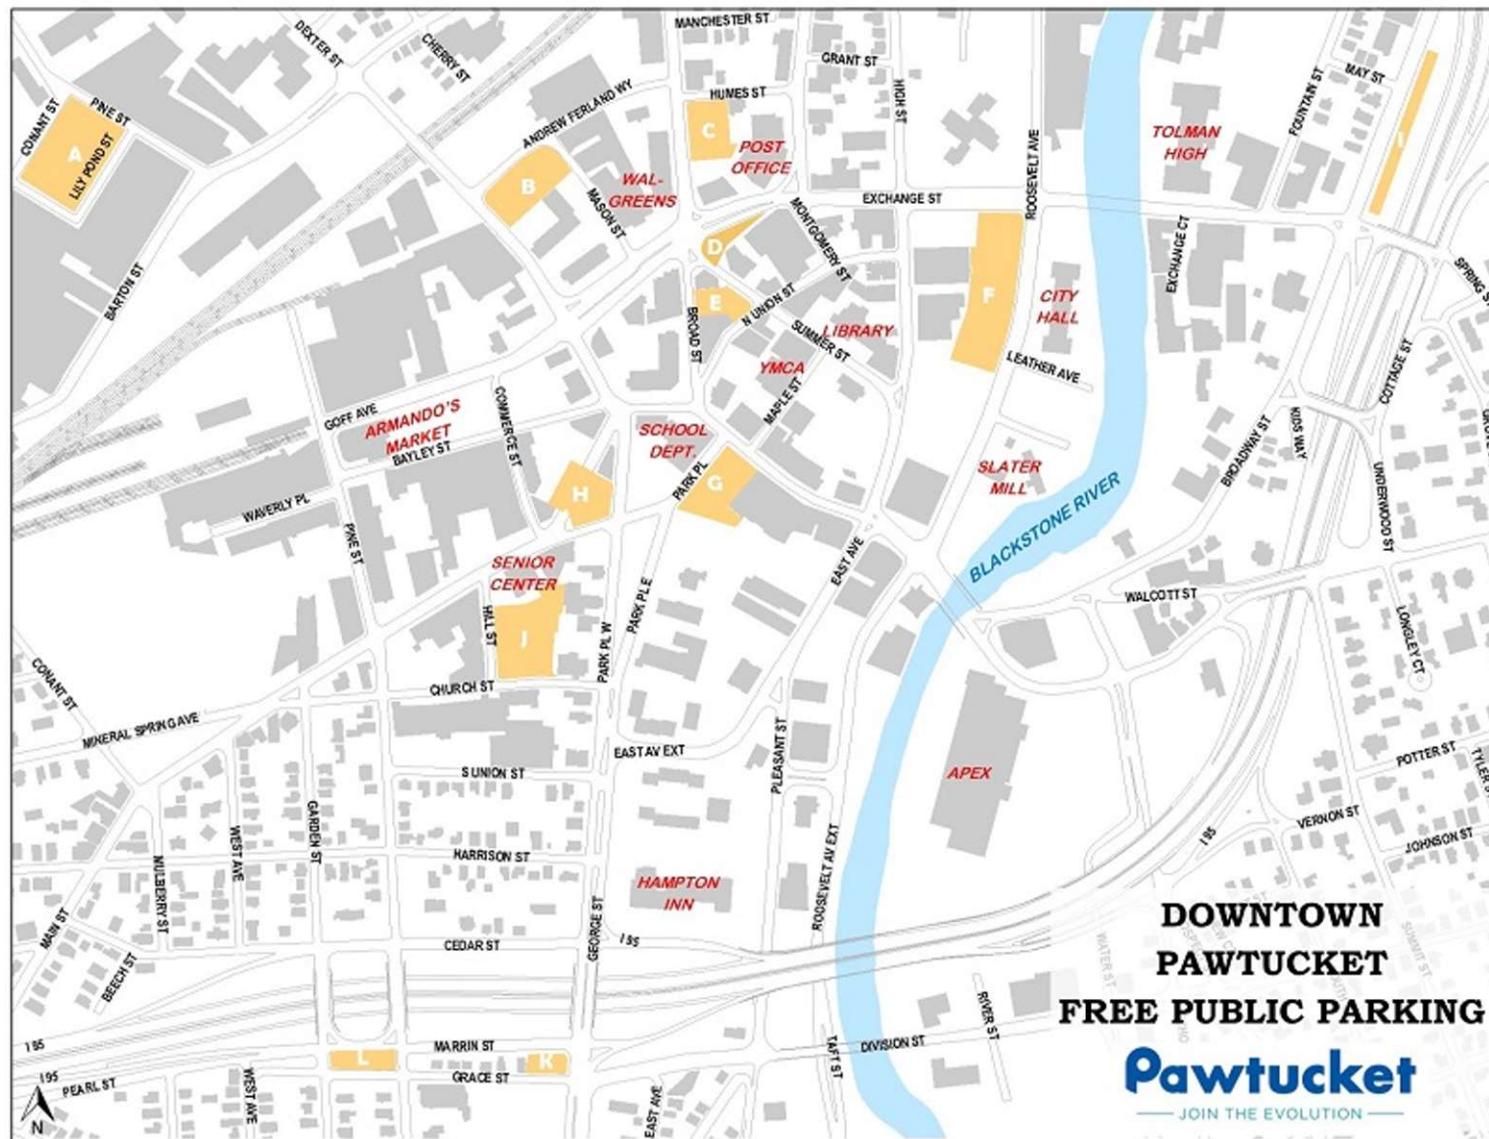 MANCHESTER ST
DEXTER ST
CHERRY ST
GRANT ST
MAY ST
FOUNTAIN ST
HIGH ST
HUMES ST
ANDREW FERLAND WY
CONANT ST
PINE ST
LILY POND ST
A
C
POST
OFFICE
ROOSEVELT AVE
TOLMAN
HIGH
I
B
WAL-
GREENS
MASON ST
EXCHANGE ST
MONTGOMERY ST
EXCHANGE CT
D
BARTON ST
E
N UNION ST
BROAD ST
SUMMER ST
LIBRARY
F
CITY
HALL
SPRING ST
LEATHER AVE
COTTAGE ST
YMCA
MAPLE ST
GOFF AVE
ARMANDO'S
MARKET
BAYLEY ST
COMMERCE ST
SCHOOL
DEPT.
PARK PL
G
H
SLATER
MILL
BROADWAY ST
KIDS WAY
UNDERWOOD ST
WAVERLY PL
PINE ST
BLACKSTONE RIVER
EAST AVE
SENIOR
CENTER
HILL ST
J
PARK PL W
PARK PL E
WALCOTT ST
LONGLEY CT
CONANT ST
CHURCH ST
MINERAL SPRING AVE
EAST AV EXT
PLEASANT ST
S UNION ST
APEX
POTTER ST
VERNON ST
JOHNSON ST
I 95
GARDEN ST
WEST AVE
MULBERRY ST
HARRISON ST
ROOSEVELT AV EXT
HAMPTON
INN
MAIN ST
BEECH ST
CEDAR ST
GEORGE ST
I 95
WATER ST
SUMMIT ST
DOWNTOWN
PAWTUCKET
FREE PUBLIC PARKING
RIVER ST
I 95
MARRIN ST
L
K
DIVISION ST
TAFT ST
I 95
PEARL ST
WEST AVE
GRACE ST
EAST AVE
N
Pawtucket
JOIN THE EVOLUTION